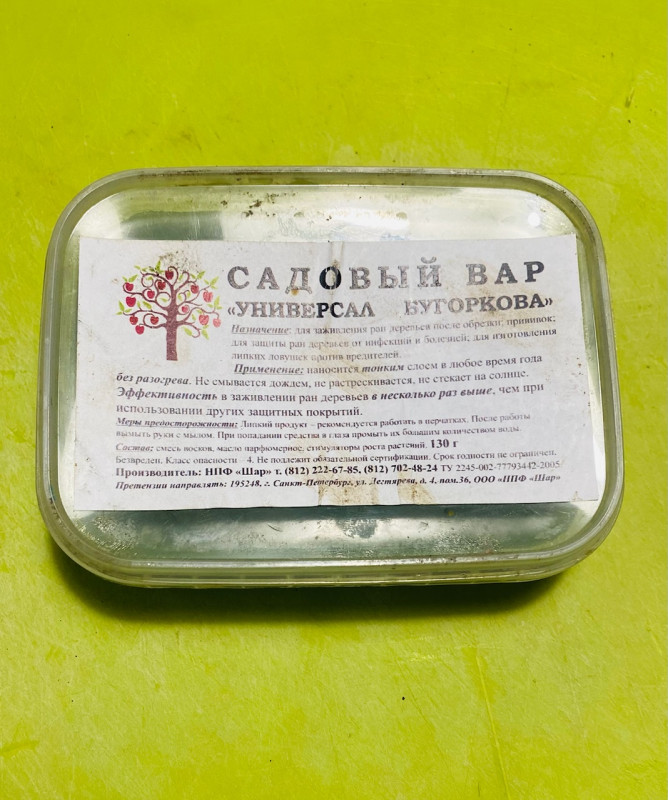 САДОВЫЙ ВАР
«УНИВЕРСАЛ БУГОРКОВА»
Назначение: для заживления ран деревьев после обрезки; прививок;
для защиты ран деревьев от инфекций и болезней; для изготовления
липких ловушек против вредителей.
Применение: наносится тонким слоем в любое время года
без разогрева. Не смывается дождем, не растрескивается, не стекает на солнце.
Эффективность в заживлении ран деревьев в несколько раз выше, чем при
использовании других защитных покрытий.
Меры предосторожности: Липкий продукт – рекомендуется работать в перчатках. После работы
вымыть руки с мылом. При попадании средства в глаза промыть их большим количеством воды.
Состав: смесь восков, масло парфюмерное, стимуляторы роста растений. 130 г
Безвреден. Класс опасности 4. Не подлежит обязательной сертификации. Срок годности не ограничен.
Производитель: НПФ «Шар» т. (812) 222-67-85, (812) 702-48-24 ТУ 2245-002-77793442-2005
Претензии направлять: 195248, г. Санкт-Петербург, ул. Дегтярева, д. 4, пом.36, ООО «НПФ «Шар»